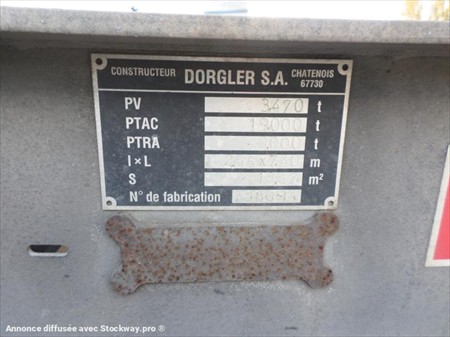 CONSTRUCTEUR DORGLER S.A. CHATENOIS 67730
PV 3470 t
PTAC 19000 t
PTRA t
I×L m
S m²
N° de fabrication
Annonce diffusée avec Stockway.pro ®